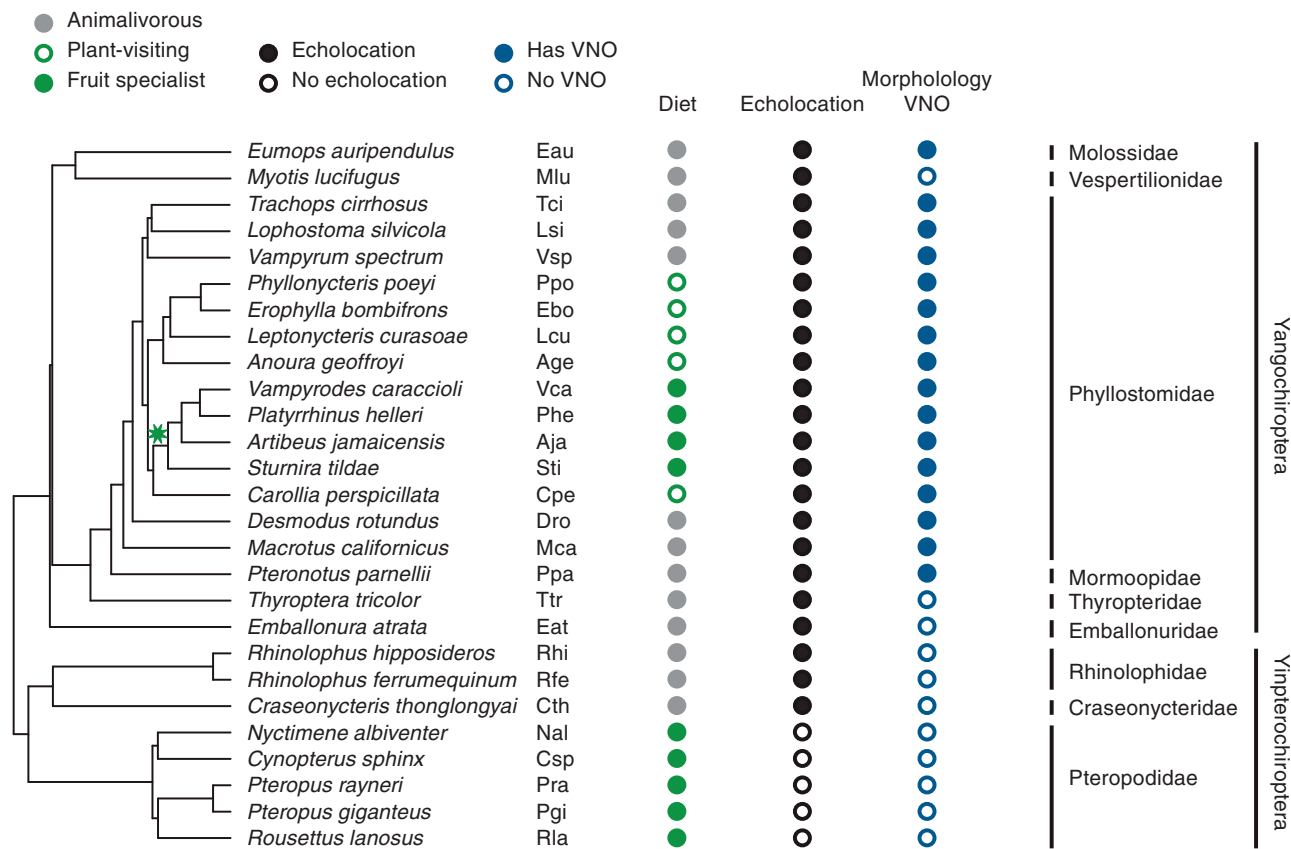 Animalivorous
Plant-visiting Echolocation Has VNO
Fruit specialist No echolocation No VNO
Morpholology
Diet Echolocation VNO
Eumops auripendulus Eau Molossidae
Myotis lucifugus Mlu Vespertilionidae
Trachops cirrhosus Tci
Lophostoma silvicola Lsi
Vampyrum spectrum Vsp
Phyllonycteris poeyi Ppo
Erophylla bombifrons Ebo
Leptonycteris curasoae Lcu
Anoura geoffroyi Age
Vampyrodes caraccioli Vca Phyllostomidae
Platyrrhinus helleri Phe
Artibeus jamaicensis Aja
Sturnira tildae Sti
Carollia perspicillata Cpe
Desmodus rotundus Dro
Macrotus californicus Mca
Pteronotus parnellii Ppa Mormoopidae
Thyroptera tricolor Ttr Thyropteridae
Emballonura atrata Eat Emballonuridae
Rhinolophus hipposideros Rhi Rhinolophidae
Rhinolophus ferrumequinum Rfe
Craseonycteris thonglongyai Cth Craseonycteridae
Nyctimene albiventer Nal
Cynopterus sphinx Csp
Pteropus rayneri Pra Pteropodidae
Pteropus giganteus Pgi
Rousettus lanosus Rla
Yangochiroptera
Yinpterochiroptera